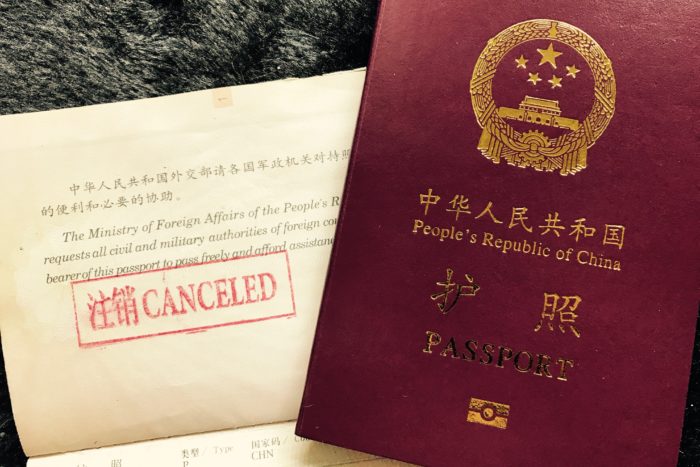 中华人民共和国外交部请各国军政机关对持照
的便利和必要的协助。
The Ministry of Foreign Affairs of the People's R
requests all civil and military authorities of foreign cou
bearer of this passport to pass freely and afford assistanc
注销 CANCELED
类型 / Type
国家码 /
照
P
CHN
中华人民共和国
People's Republic of China
护照
PASSPORT